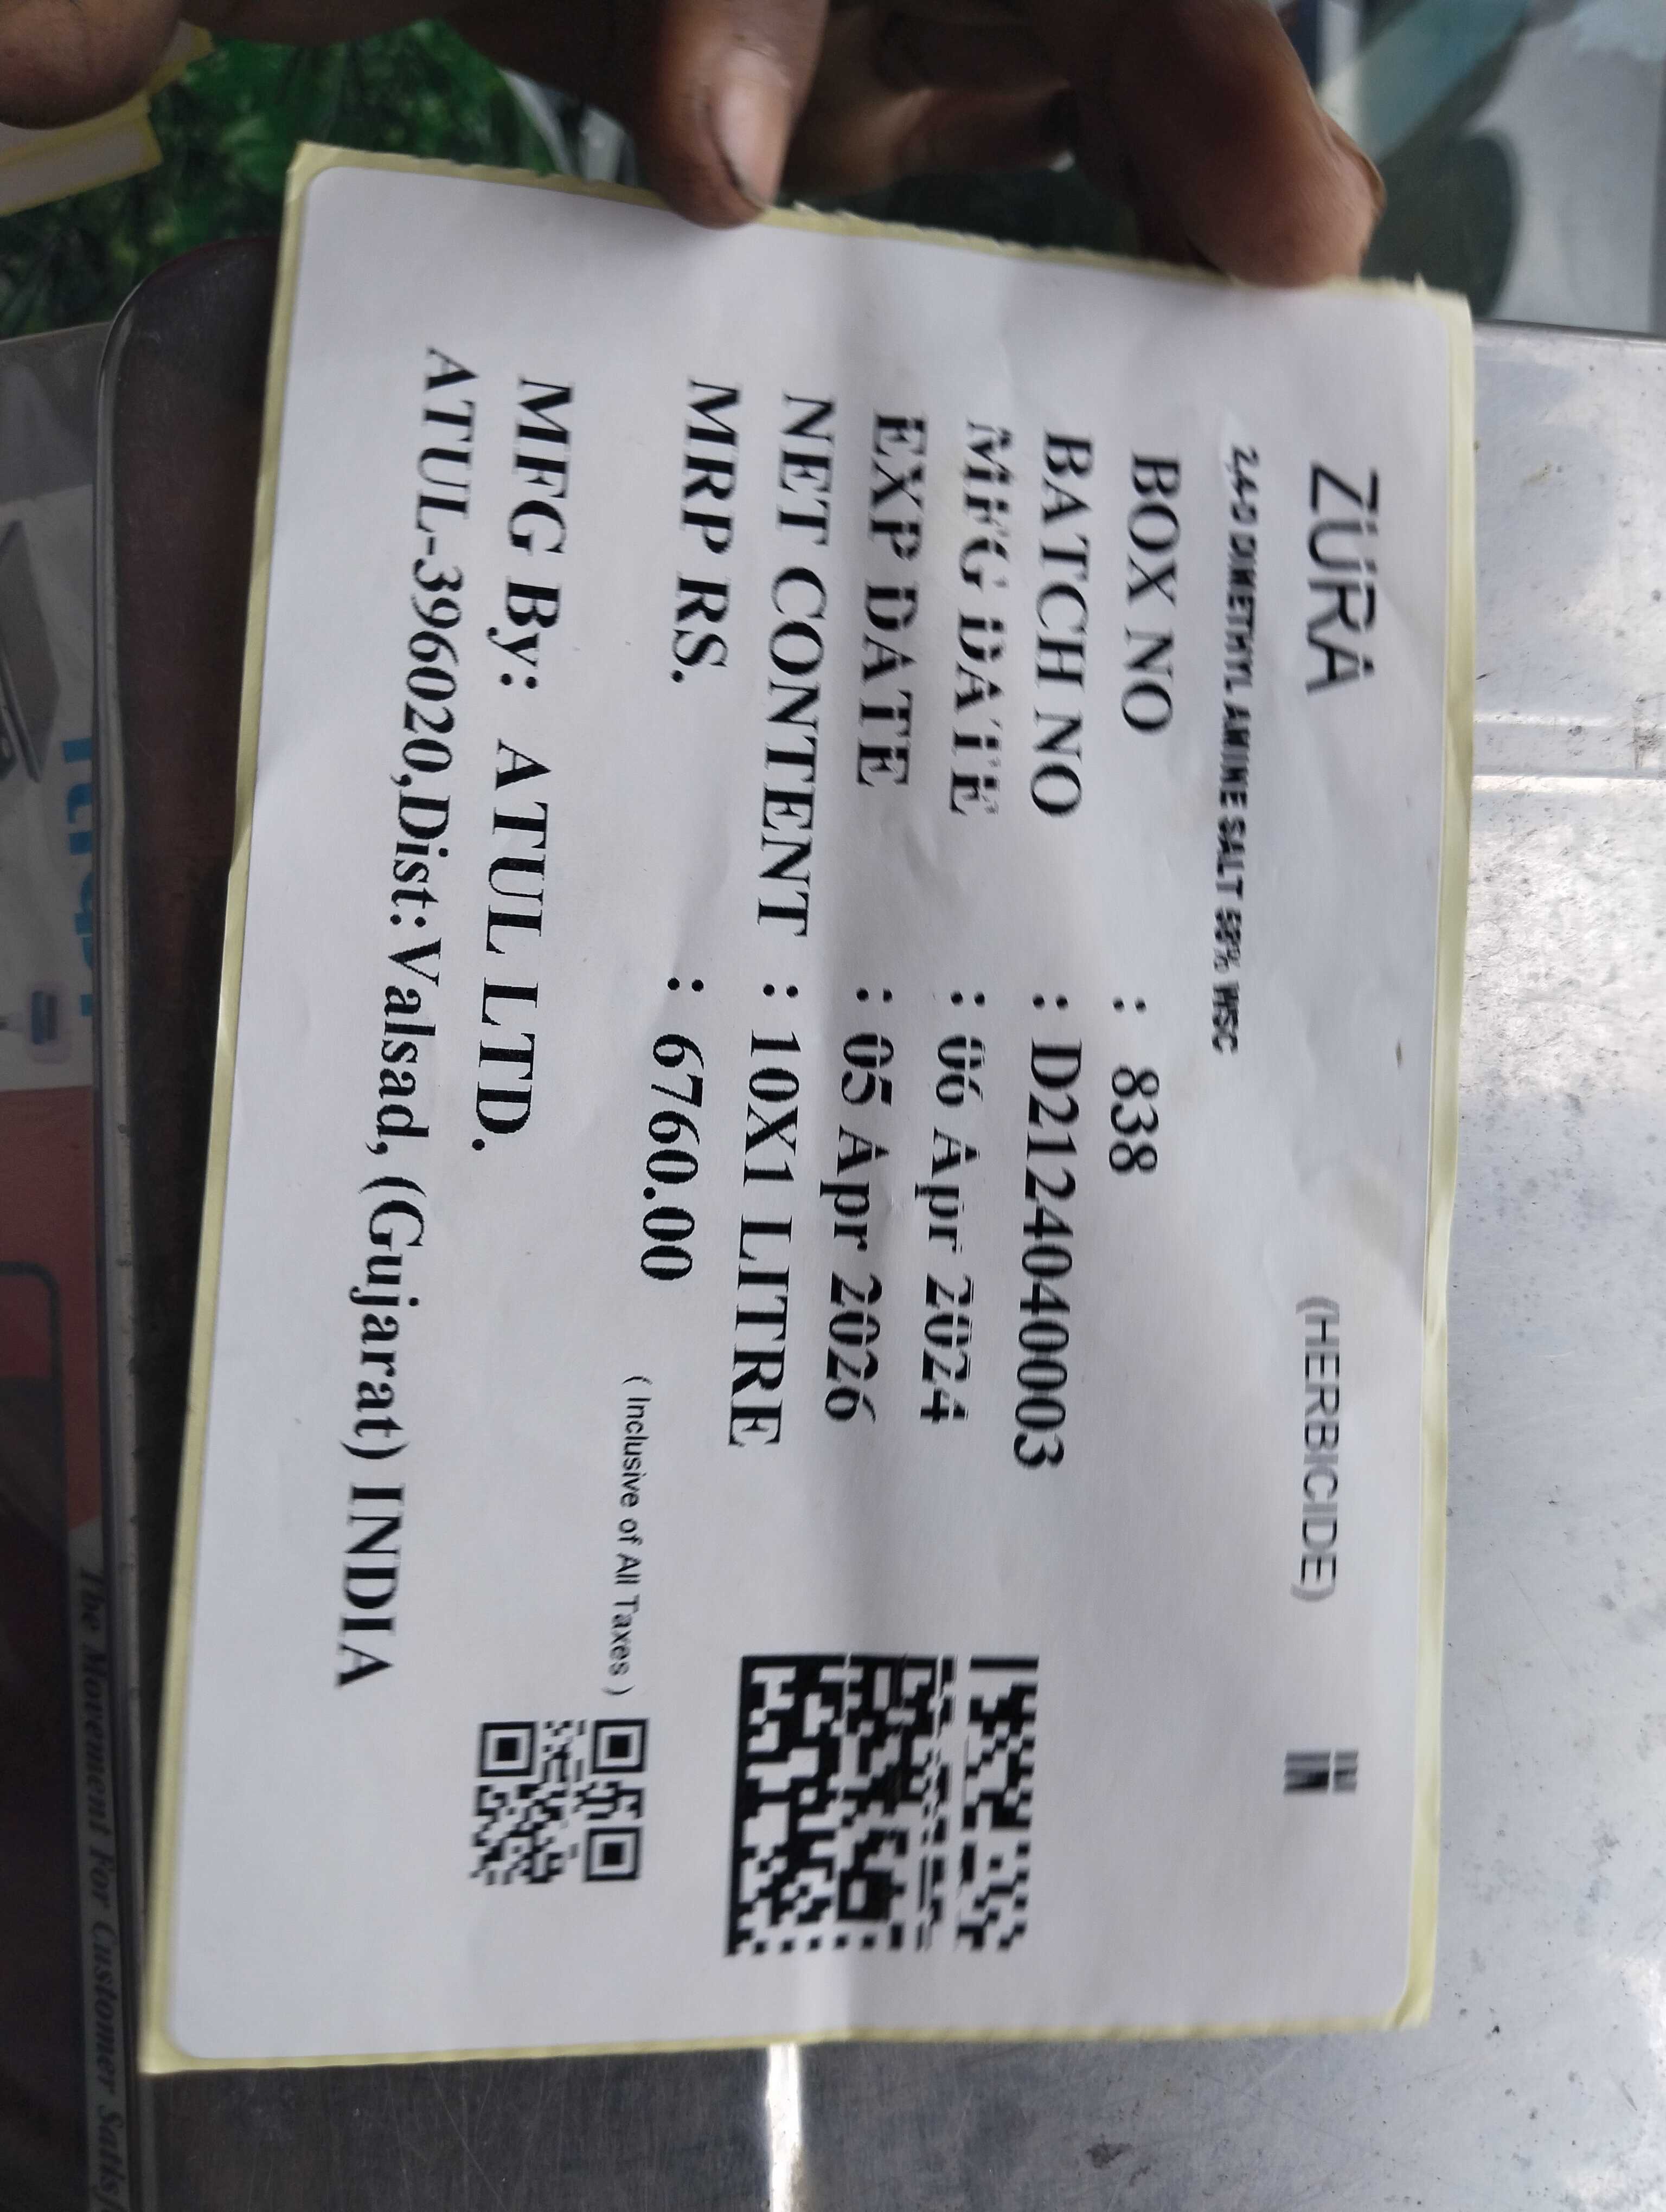 ZURA (HERBICIDE)
2,4-D DIMETHYL AMINE SALT 58% WSC
BOX NO : 838
BATCH NO : D2124040003
MFG DATE : 06 Apr 2024
EXP DATE : 05 Apr 2026
NET CONTENT : 10X1 LITRE
MRP RS. : 6760.00
( Inclusive of All Taxes )
MFG By: ATUL LTD.
ATUL-396020,Dist:Valsad, (Gujarat) INDIA
The Movement For Customer